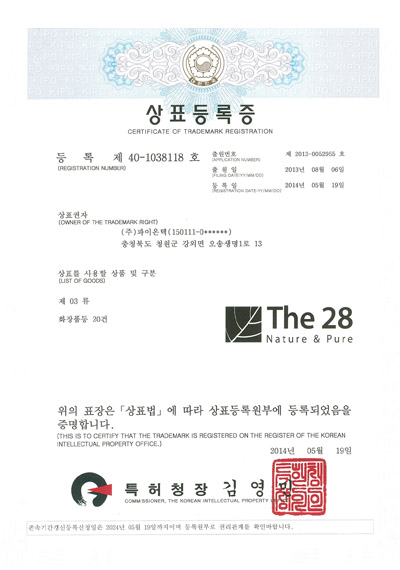 상표등록증
CERTIFICATE OF TRADEMARK REGISTRATION
등 록 제 40-1038118 호
(REGISTRATION NUMBER)
출원번호 제 2013-0052955 호
(APPLICATION NUMBER)
출 원 일 2013년 08월 06일
(FILING DATE:YY/MM/DD)
등 록 일 2014년 05월 19일
(REGISTRATION DATE:YY/MM/DD)
상표권자
(OWNER OF THE TRADEMARK RIGHT)
(주)파이온텍(150111-0******)
충청북도 청원군 강외면 오송생명1로 13
상표를 사용할 상품 및 구분
(LIST OF GOODS)
제 03 류
화장품등 20건
The 28
Nature & Pure
위의 표장은「상표법」에 따라 상표등록원부에 등록되었음을
증명합니다.
(THIS IS TO CERTIFY THAT THE TRADEMARK IS REGISTERED ON THE REGISTER OF THE KOREAN
INTELLECTUAL PROPERTY OFFICE.)
2014년 05월 19일
특허청장 김영민
COMMISSIONER, THE KOREAN INTELLECTUAL PROPERTY
존속기간갱신등록신청일은 2024년 05월 19일까지이며 등록원부로 권리관계를 확인바랍니다.